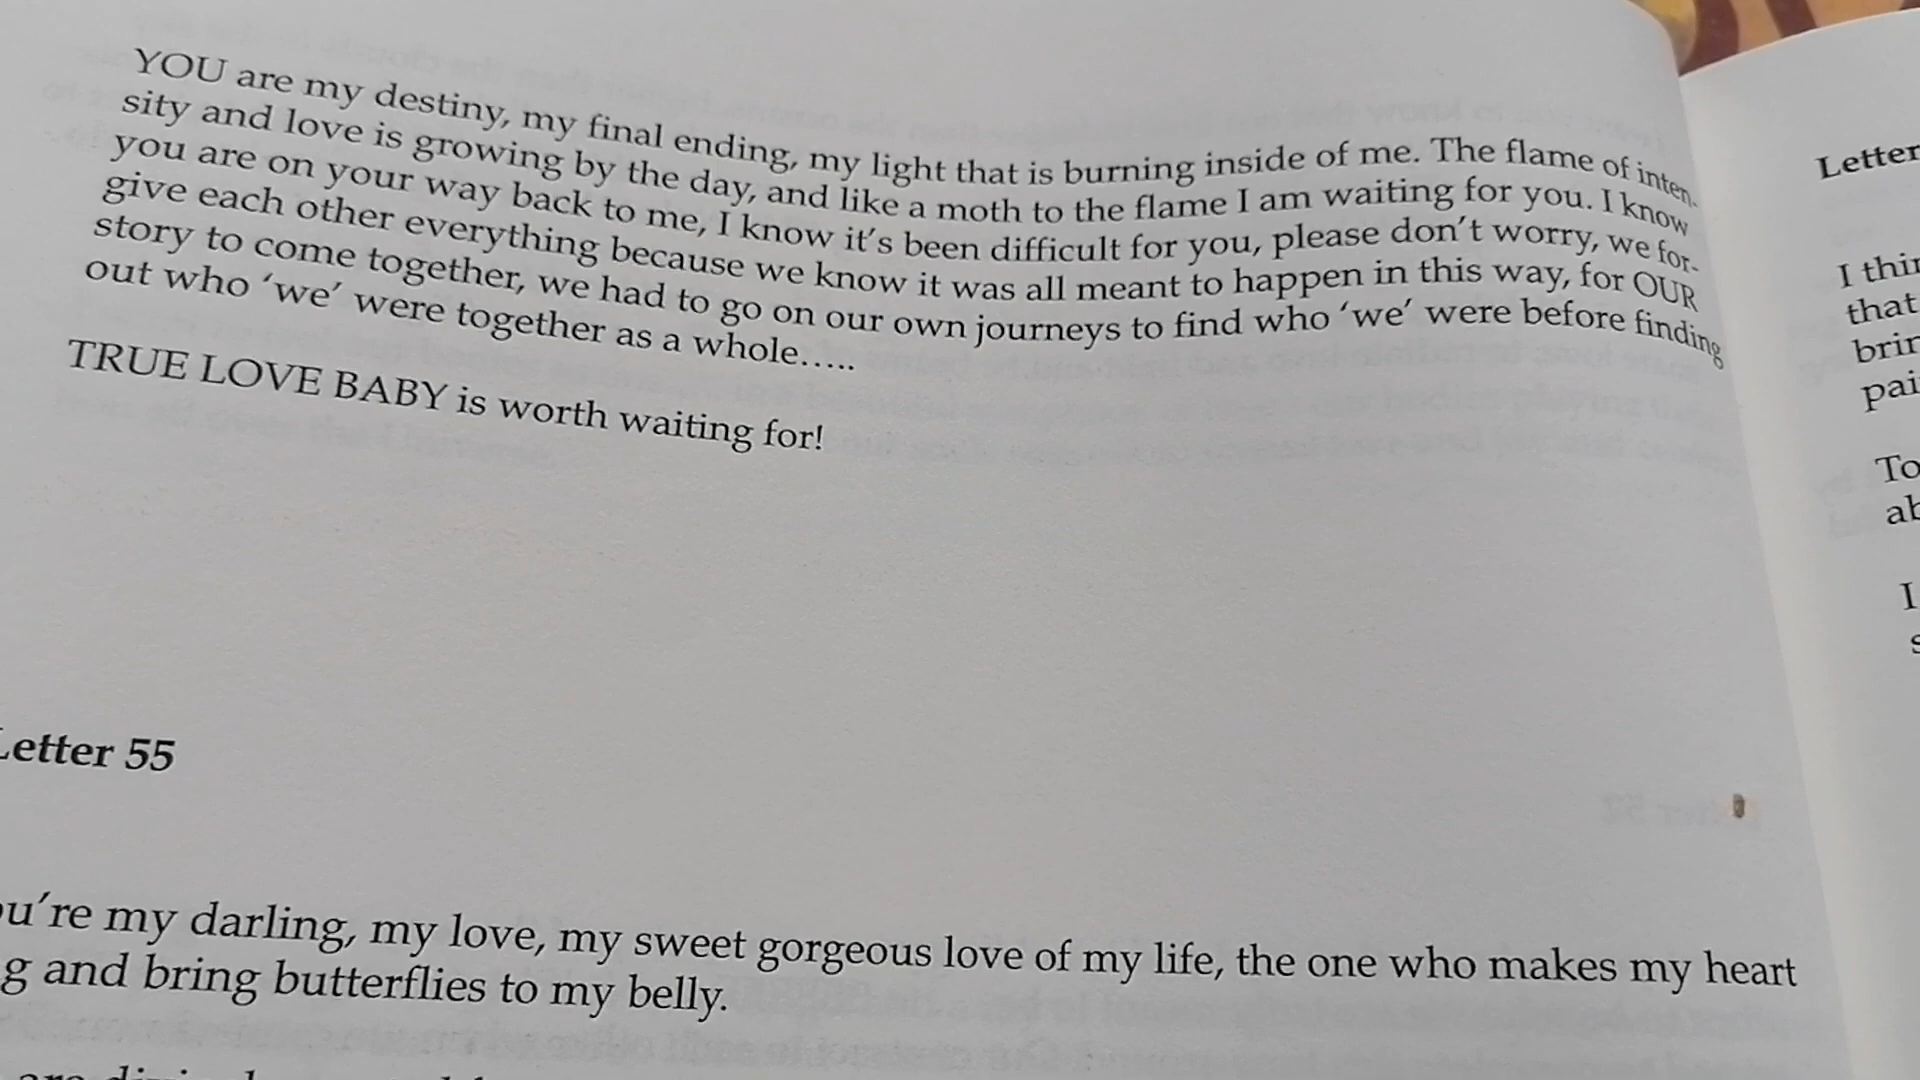 YOU are my destiny, my final ending, my light that is burning inside of me. The flame of inten-
sity and love is growing by the day, and like a moth to the flame I am waiting for you. I know
you are on your way back to me, I know it's been difficult for you, please don't worry, we for-
give each other everything because we know it was all meant to happen in this way, for OUR
story to come together, we had to go on our own journeys to find who 'we' were before finding
out who 'we' were together as a whole.....
TRUE LOVE BABY is worth waiting for!
Letter 55
ou're my darling, my love, my sweet gorgeous love of my life, the one who makes my heart
g and bring butterflies to my belly.
Letter
I thin
that
brin
pai
To
ab
I
s